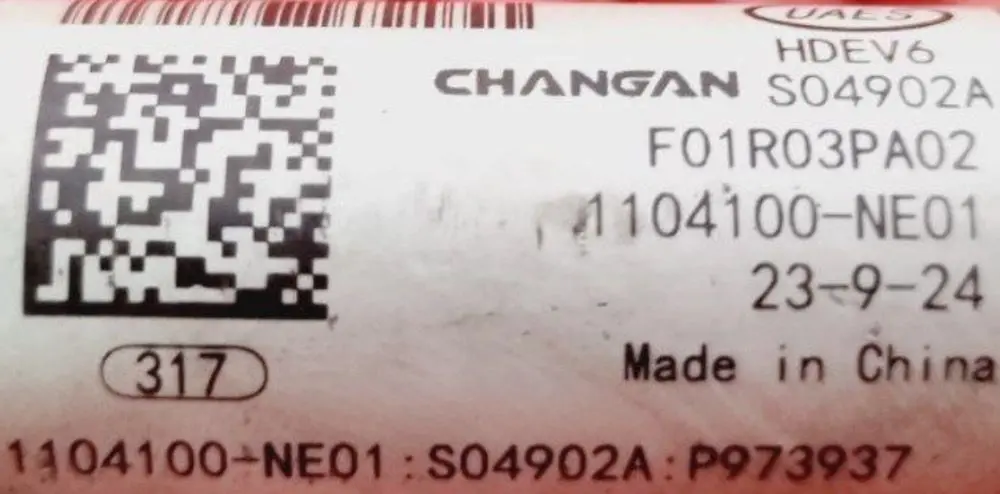 UAES
HDEV6
CHANGAN S04902A
F01R03PA02
1104100-NE01
23-9-24
317
Made in China
1104100-NE01:S04902A:P973937